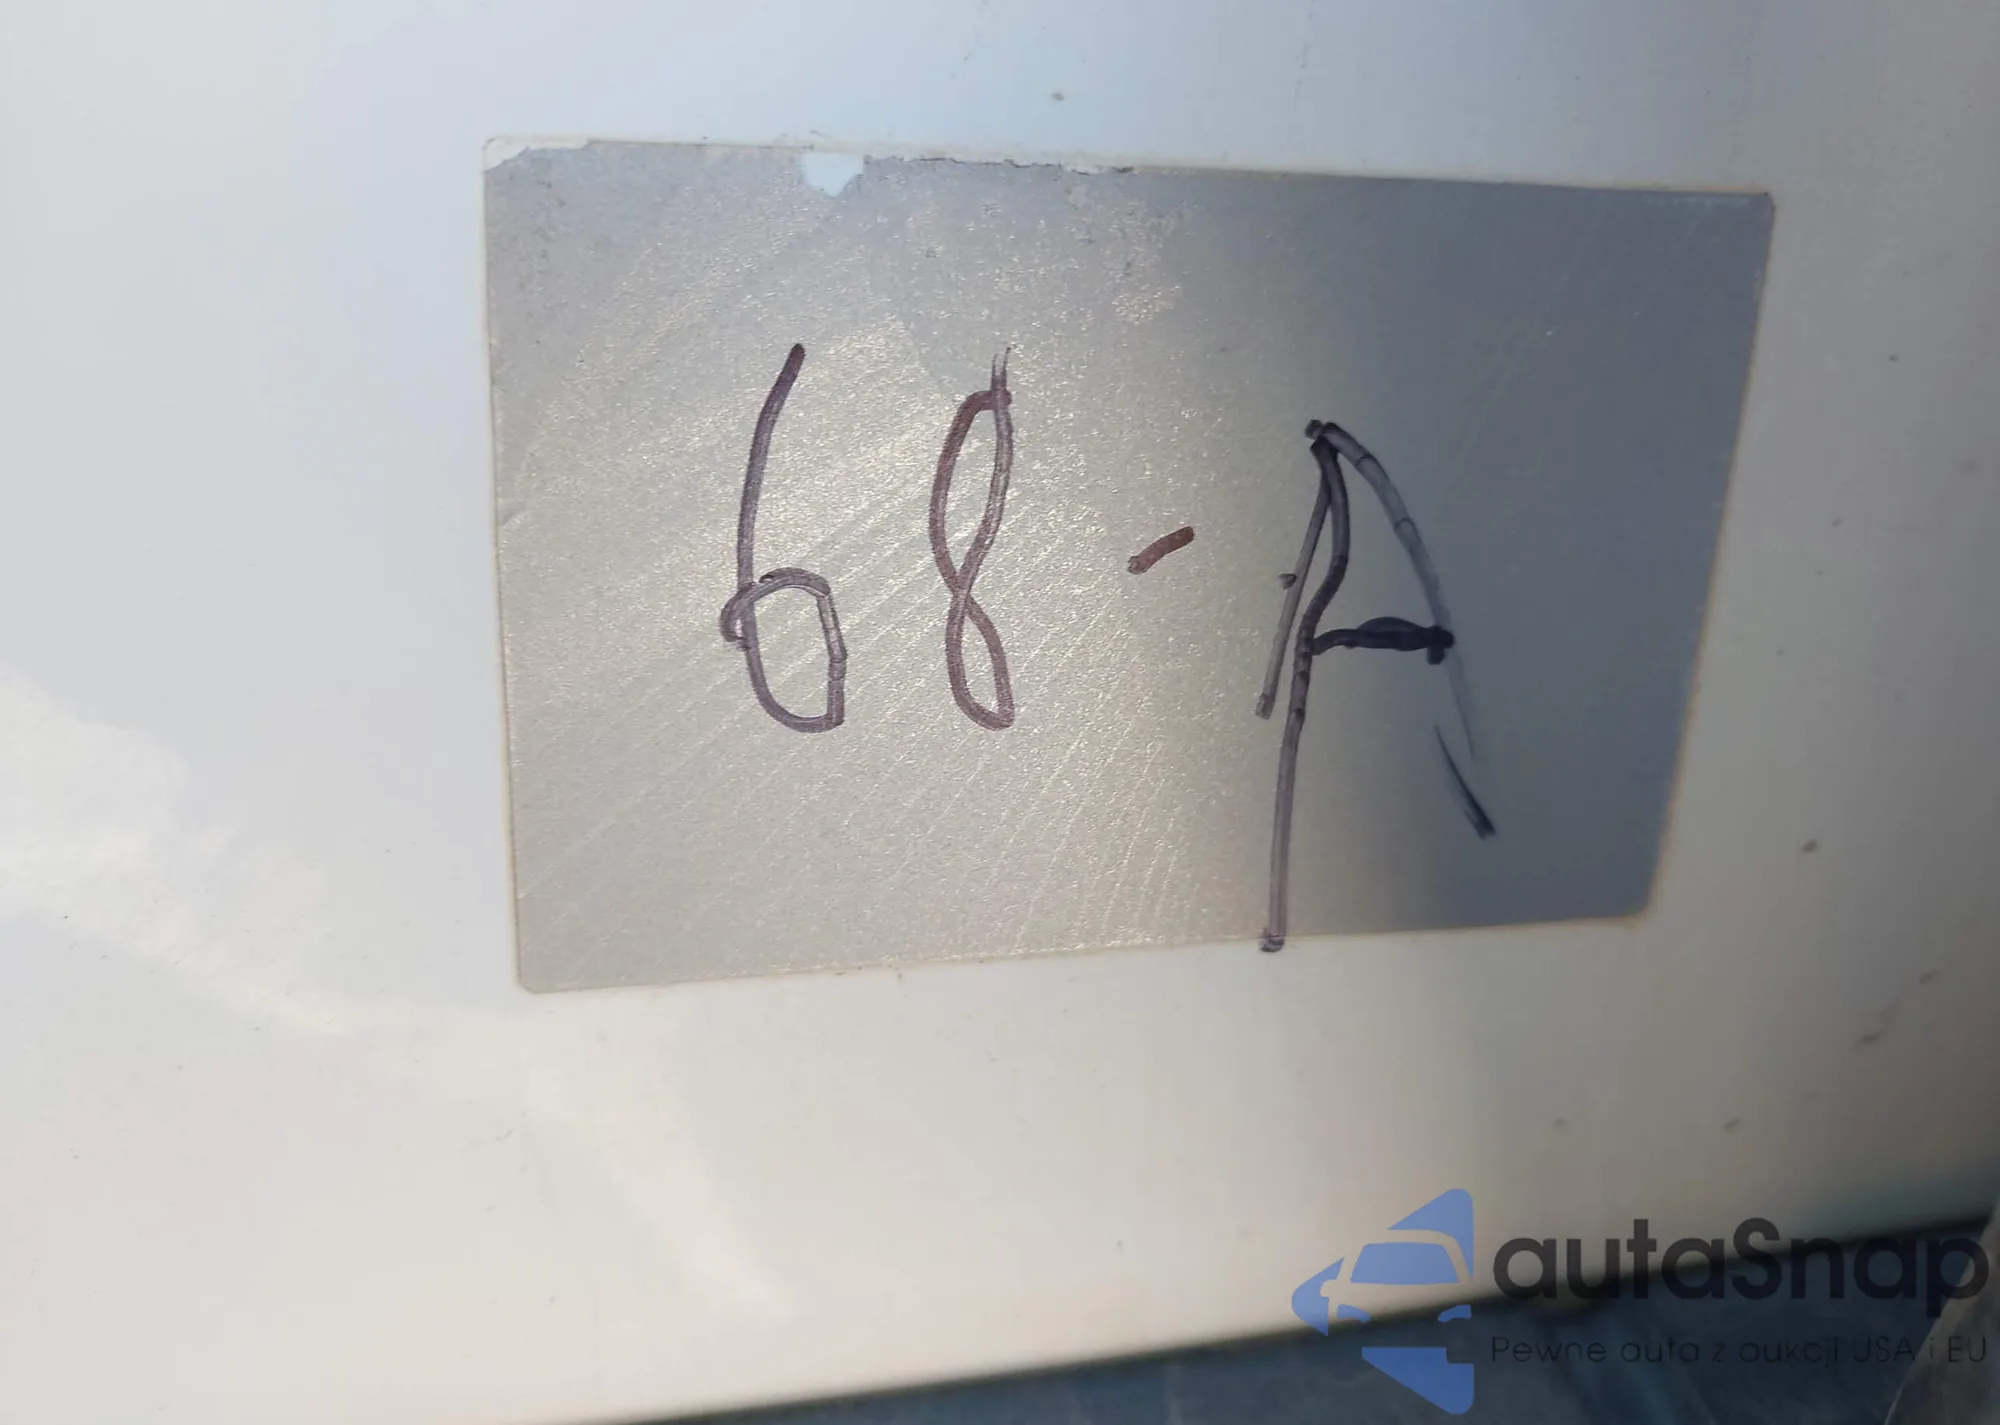 68-A
autaSnap
Pewne auta z aukcji USA i EU